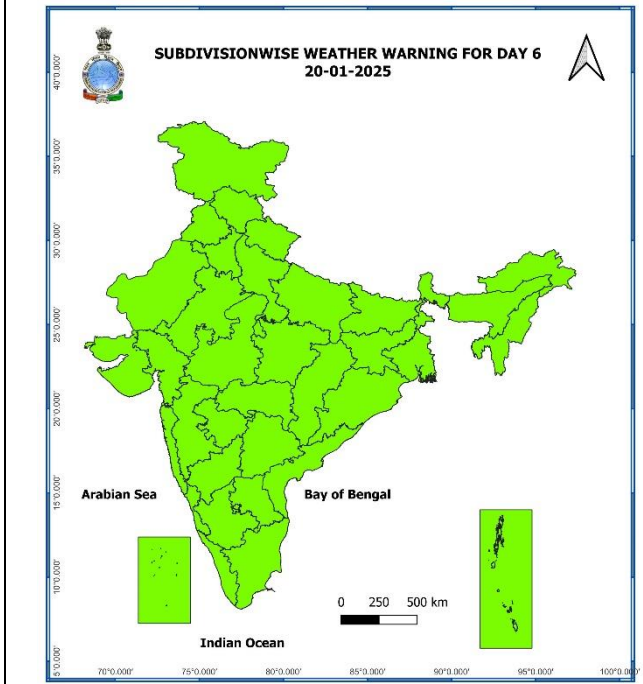 SUBDIVISIONWISE WEATHER WARNING FOR DAY 6
20-01-2025
40°0.000'
35°0.000'
30°0.000'
25°0.000'
20°0.000'
15°0.000'
10°0.000'
5°0.000'
Arabian Sea
Bay of Bengal
0 250 500 km
Indian Ocean
70°0.000' 75°0.000' 80°0.000' 85°0.000' 90°0.000' 95°0.000' 100°0.000'